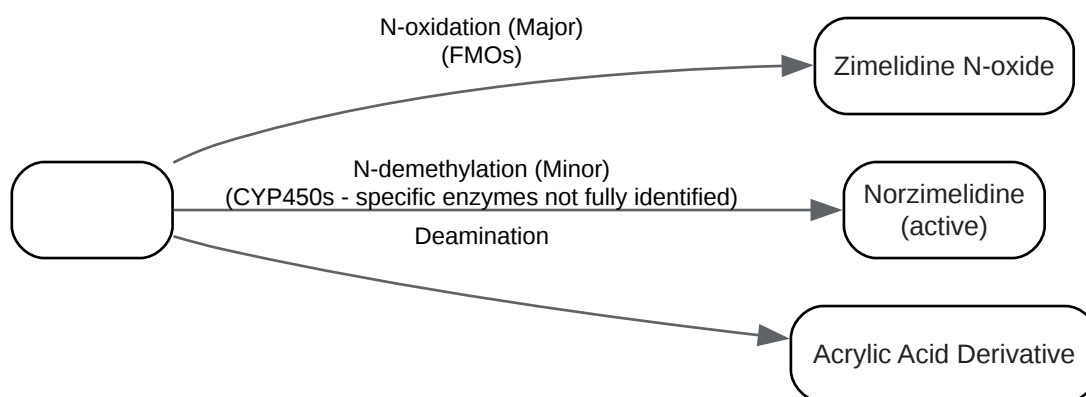 N-oxidation (Major)
(FMOs)
Zimelidine N-oxide
N-demethylation (Minor)
(CYP450s - specific enzymes not fully identified)
Norzimelidine
(active)
Deamination
Acrylic Acid Derivative